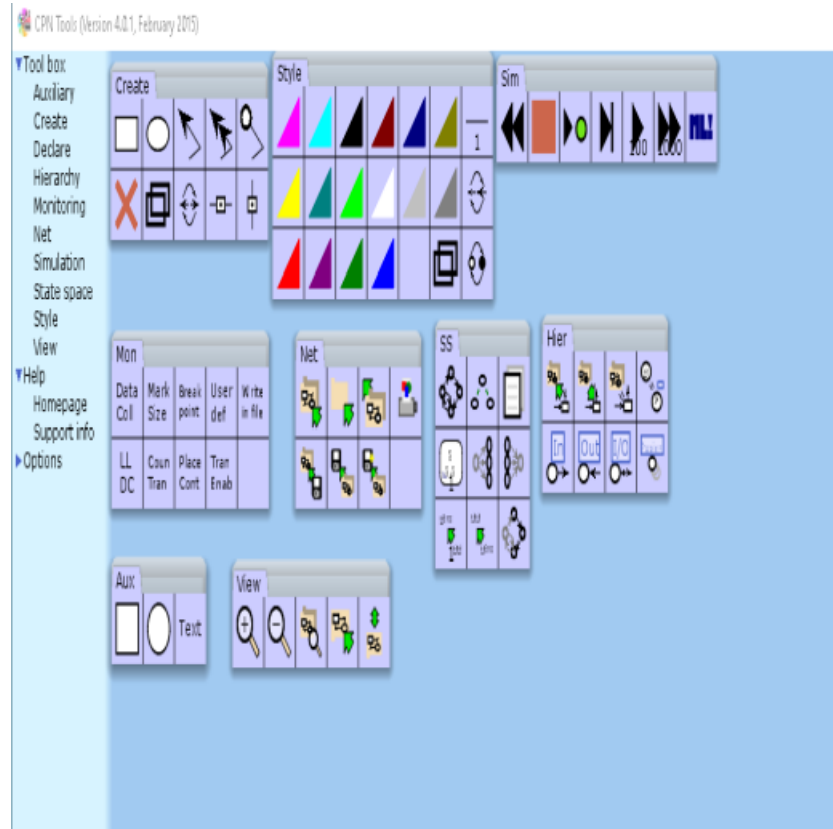 CPN Tools (Version 4.0.1, February 2015)
Tool box
Auxiliary
Create
Declare
Hierarchy
Monitoring
Net
Simulation
State space
Style
View
Help
Homepage
Support info
Options
Create
Style
1
Sim
100
1000
ML!
Mon
Data Mark Break User Write
Coll Size point def in file
LL Coun Place Tran
DC Tran Cont Enab
Net
SS
Hier
In Out I/O
Aux
Text
View